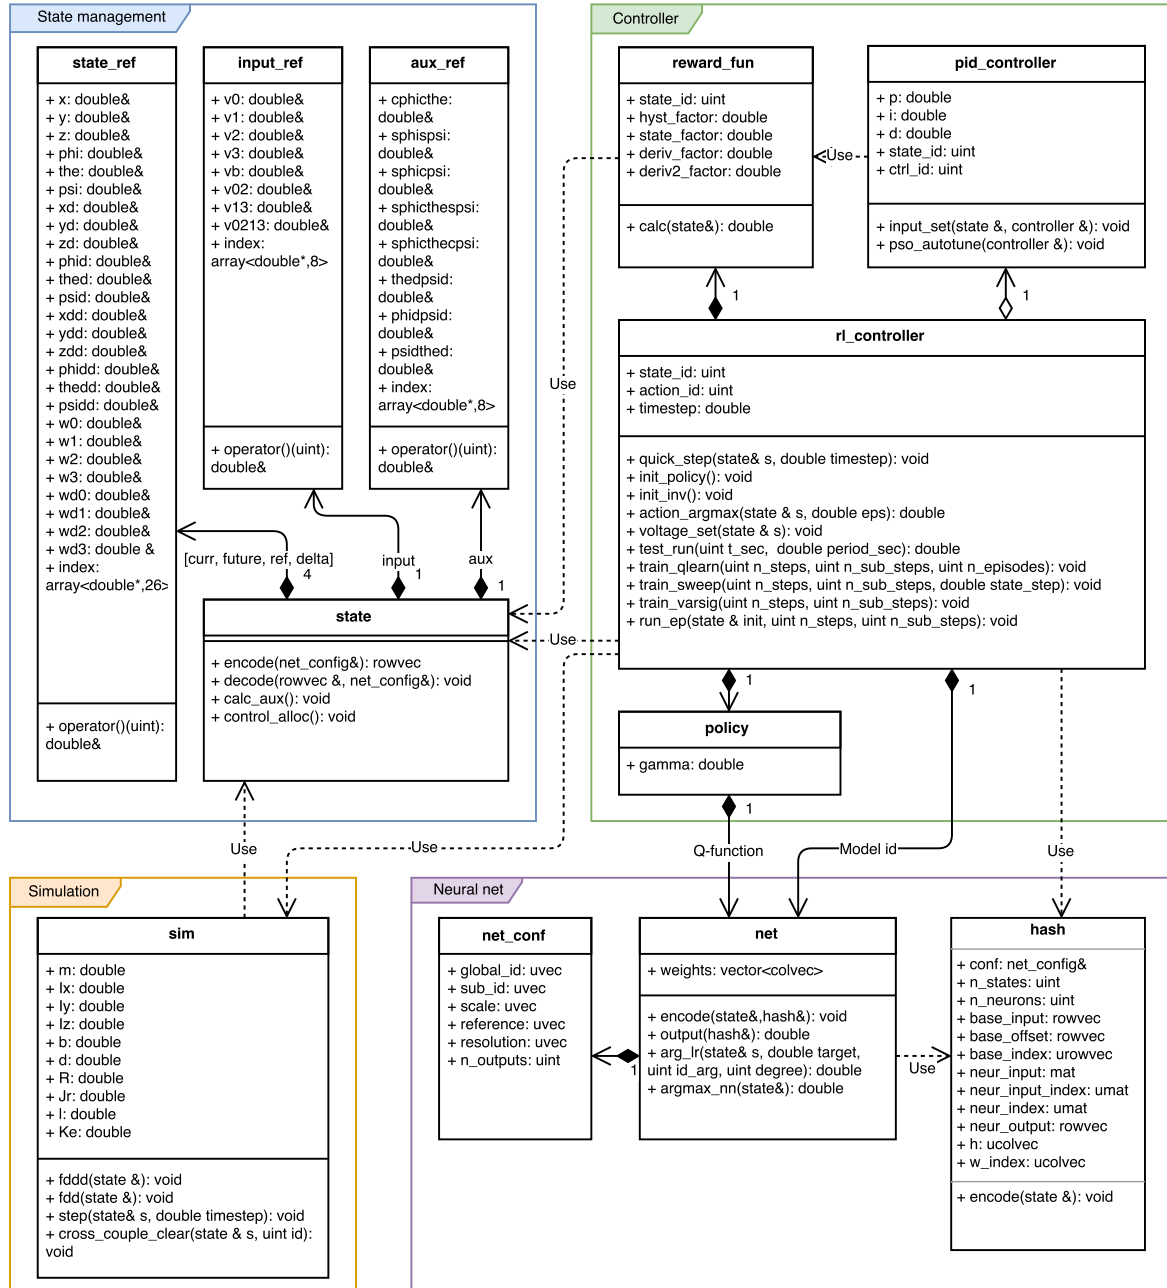 State management
state_ref
+ x: double&
+ y: double&
+ z: double&
+ phi: double&
+ the: double&
+ psi: double&
+ xd: double&
+ yd: double&
+ zd: double&
+ phid: double&
+ thed: double&
+ psid: double&
+ xdd: double&
+ ydd: double&
+ zdd: double&
+ phidd: double&
+ thedd: double&
+ psidd: double&
+ w0: double&
+ w1: double&
+ w2: double&
+ w3: double&
+ wd0: double&
+ wd1: double&
+ wd2: double&
+ wd3: double &
+ index:
array<double*,26>
+ operator()(uint):
double&
input_ref
+ v0: double&
+ v1: double&
+ v2: double&
+ v3: double&
+ vb: double&
+ v02: double&
+ v13: double&
+ v0213: double&
+ index:
array<double*,8>
+ operator()(uint):
double&
aux_ref
+ cphicthe:
double&
+ sphispsi:
double&
+ sphicpsi:
double&
+ sphicthespsi:
double&
+ sphicthecpsi:
double&
+ thedpsid:
double&
+ phidpsid:
double&
+ psidthed:
double&
+ index:
array<double*,8>
+ operator()(uint):
double&
[curr, future, ref, delta]
4
input
1
aux
1
state
+ encode(net_config&): rowvec
+ decode(rowvec &, net_config&): void
+ calc_aux(): void
+ control_alloc(): void
Controller
reward_fun
+ state_id: uint
+ hyst_factor: double
+ state_factor: double
+ deriv_factor: double
+ deriv2_factor: double
+ calc(state&): double
Use
pid_controller
+ p: double
+ i: double
+ d: double
+ state_id: uint
+ ctrl_id: uint
+ input_set(state &, controller &): void
+ pso_autotune(controller &): void
1
1
rl_controller
+ state_id: uint
+ action_id: uint
+ timestep: double
+ quick_step(state& s, double timestep): void
+ init_policy(): void
+ init_inv(): void
+ action_argmax(state & s, double eps): double
+ voltage_set(state & s): void
+ test_run(uint t_sec,  double period_sec): double
+ train_qlearn(uint n_steps, uint n_sub_steps, uint n_episodes): void
+ train_sweep(uint n_steps, uint n_sub_steps, double state_step): void
+ train_varsig(uint n_steps, uint n_sub_steps): void
+ run_ep(state & init, uint n_steps, uint n_sub_steps): void
Use
Use
1
1
policy
+ gamma: double
1
Use
Use
Q-function
Model id
Use
Simulation
sim
+ m: double
+ Ix: double
+ Iy: double
+ Iz: double
+ b: double
+ d: double
+ R: double
+ Jr: double
+ l: double
+ Ke: double
+ fddd(state &): void
+ fdd(state &): void
+ step(state& s, double timestep): void
+ cross_couple_clear(state & s, uint id):
void
Neural net
net_conf
+ global_id: uvec
+ sub_id: uvec
+ scale: uvec
+ reference: uvec
+ resolution: uvec
+ n_outputs: uint
1
net
+ weights: vector<colvec>
+ encode(state&,hash&): void
+ output(hash&): double
+ arg_lr(state& s, double target,
uint id_arg, uint degree): double
+ argmax_nn(state&): double
Use
hash
+ conf: net_config&
+ n_states: uint
+ n_neurons: uint
+ base_input: rowvec
+ base_offset: rowvec
+ base_index: urowvec
+ neur_input: mat
+ neur_input_index: umat
+ neur_index: umat
+ neur_output: rowvec
+ h: ucolvec
+ w_index: ucolvec
+ encode(state &): void